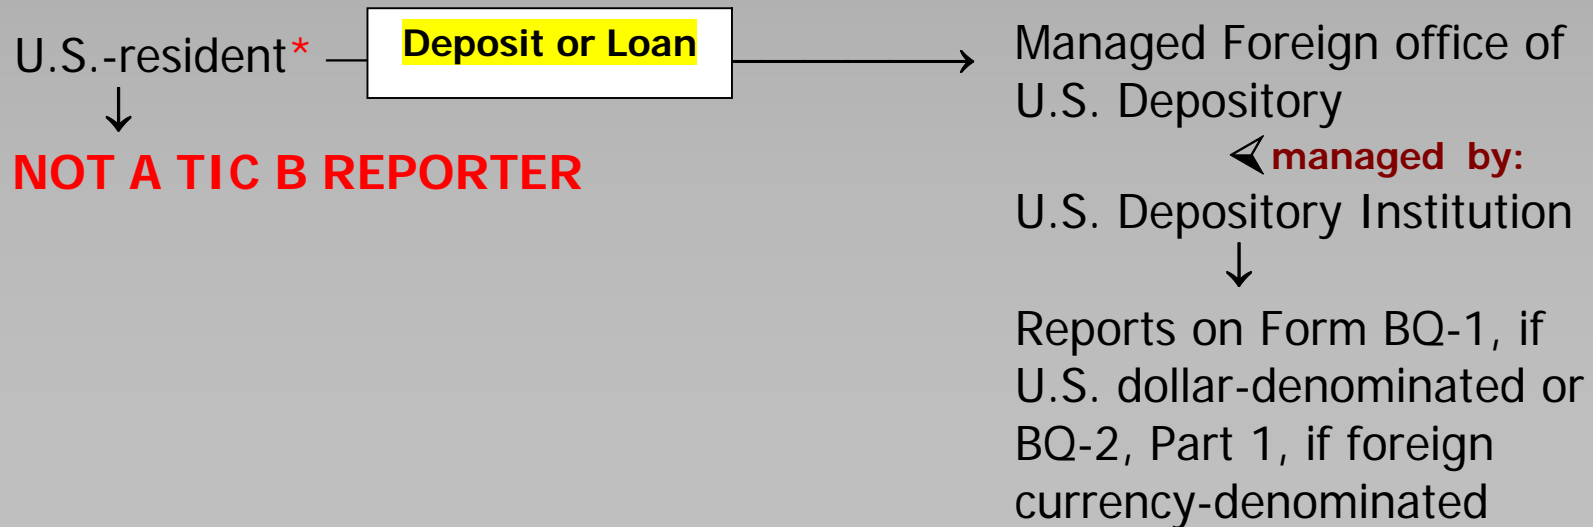 U.S.-resident*
Deposit or Loan
NOT A TIC B REPORTER
Managed Foreign office of
U.S. Depository
managed by:
U.S. Depository Institution
Reports on Form BQ-1, if
U.S. dollar-denominated or
BQ-2, Part 1, if foreign
currency-denominated